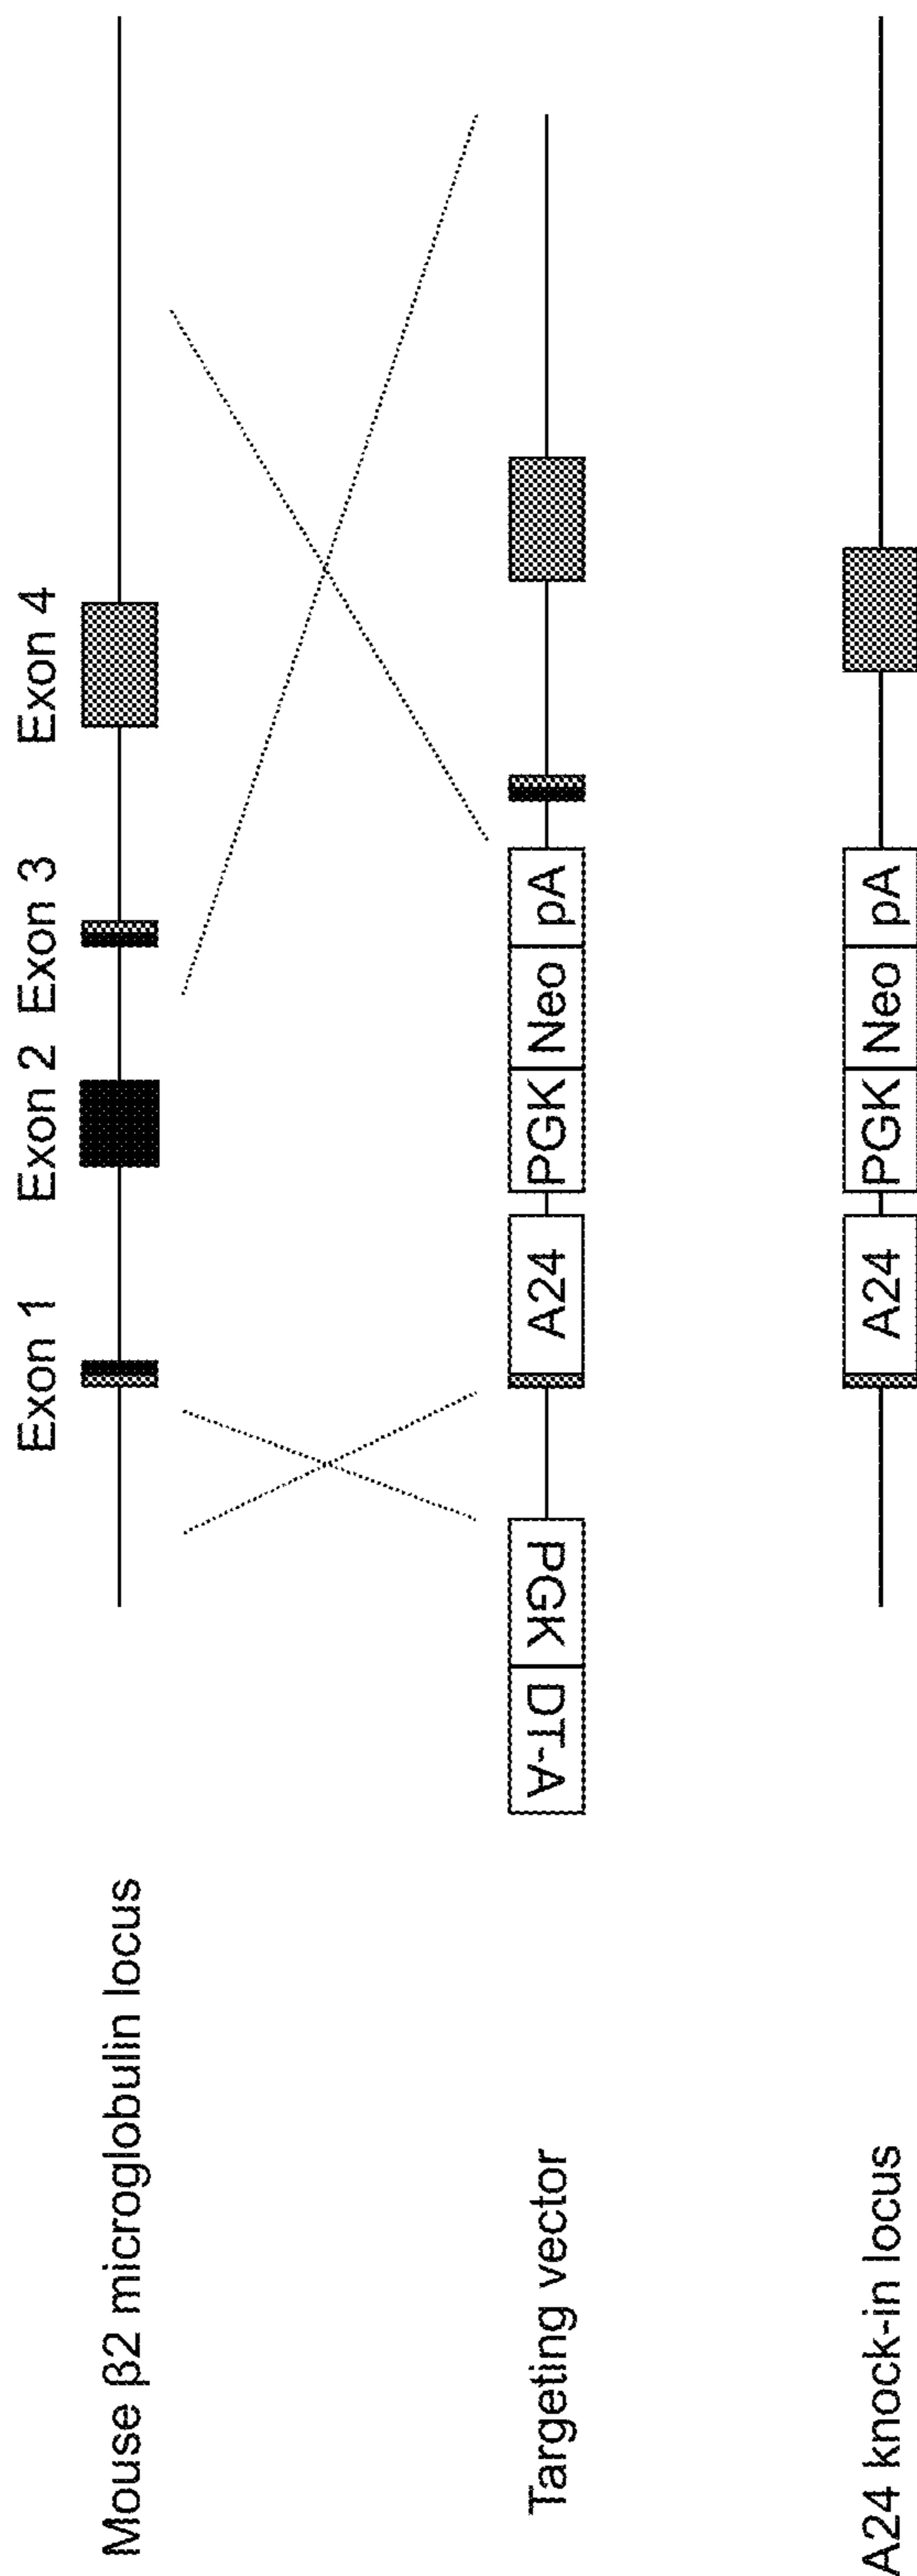 Exon 1 Exon 2 Exon 3 Exon 4
Mouse β2 microglobulin locus
Targeting vector
DT-A PGK A24 PGK Neo pA
A24 knock-in locus
A24 PGK Neo pA